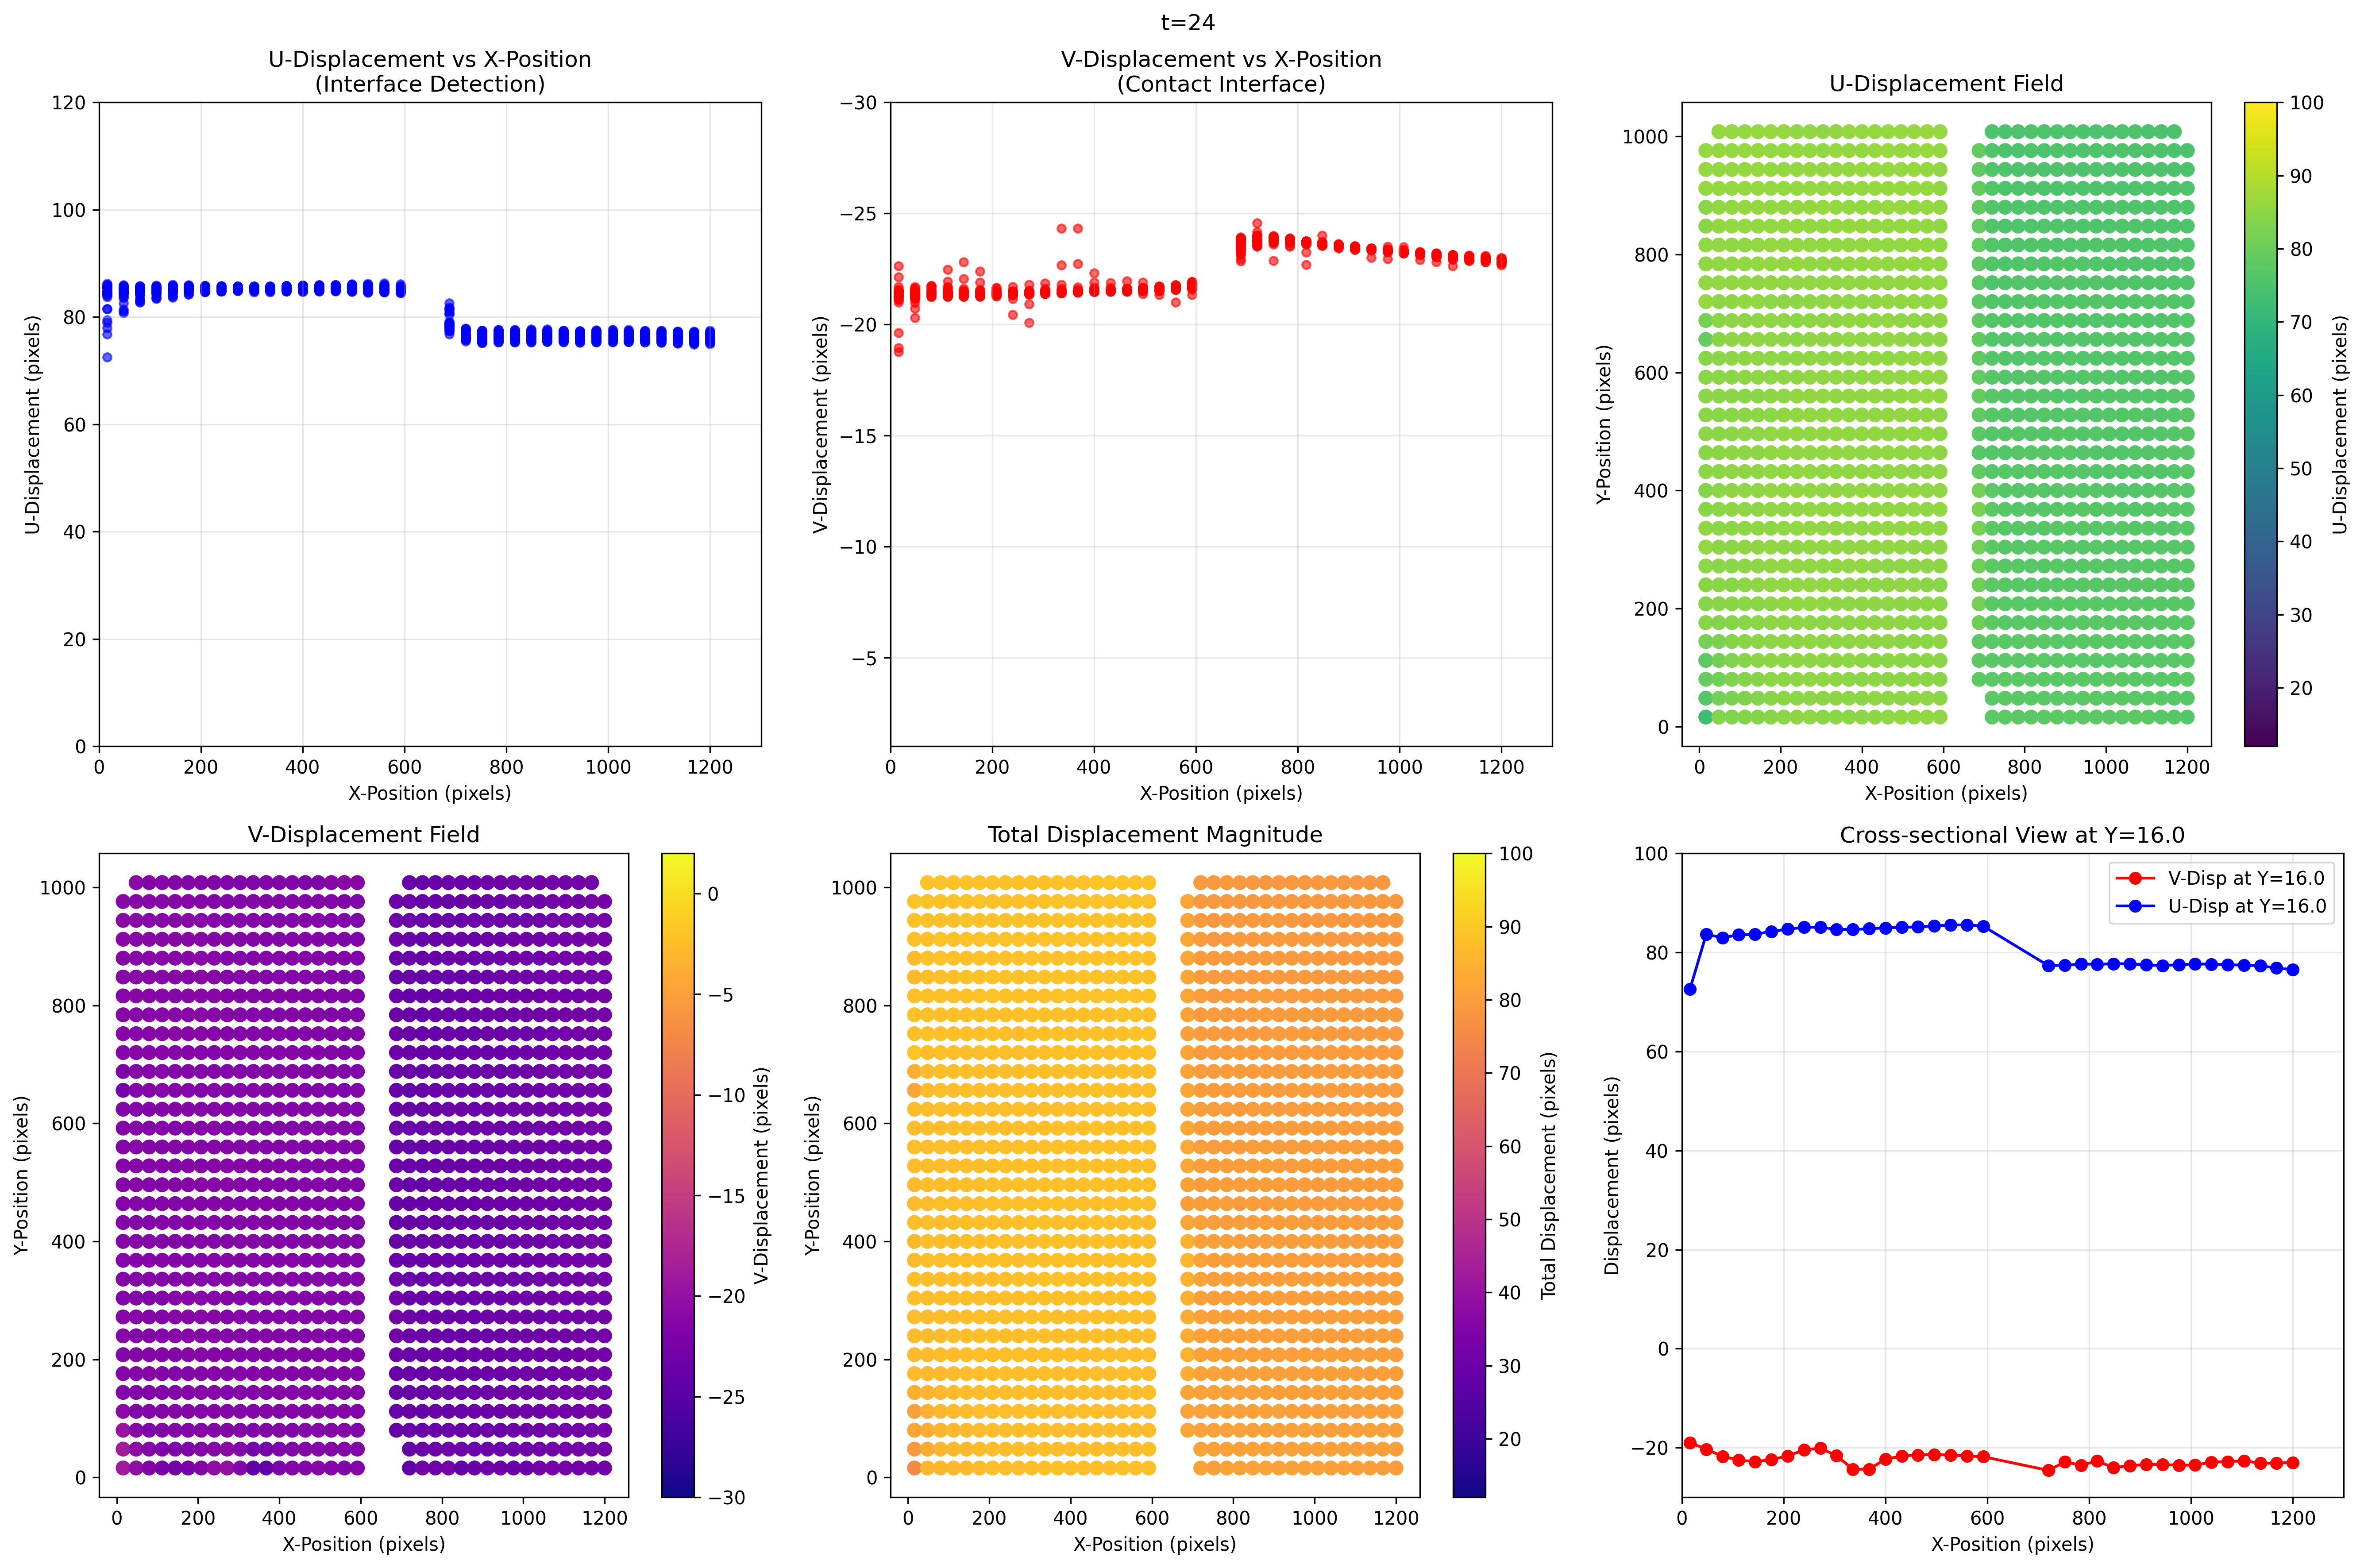 t=24
U-Displacement vs X-Position
(Interface Detection)
120
100
80
60
40
20
0
U-Displacement (pixels)
0 200 400 600 800 1000 1200
X-Position (pixels)
V-Displacement vs X-Position
(Contact Interface)
−30
−25
−20
−15
−10
−5
V-Displacement (pixels)
0 200 400 600 800 1000 1200
X-Position (pixels)
U-Displacement Field
1000
800
600
400
200
0
Y-Position (pixels)
0 200 400 600 800 1000 1200
X-Position (pixels)
100
90
80
70
60
50
40
30
20
U-Displacement (pixels)
V-Displacement Field
1000
800
600
400
200
0
Y-Position (pixels)
0 200 400 600 800 1000 1200
X-Position (pixels)
0
−5
−10
−15
−20
−25
−30
V-Displacement (pixels)
Total Displacement Magnitude
1000
800
600
400
200
0
Y-Position (pixels)
0 200 400 600 800 1000 1200
X-Position (pixels)
100
90
80
70
60
50
40
30
20
Total Displacement (pixels)
Cross-sectional View at Y=16.0
V-Disp at Y=16.0
U-Disp at Y=16.0
100
80
60
40
20
0
−20
Displacement (pixels)
0 200 400 600 800 1000 1200
X-Position (pixels)